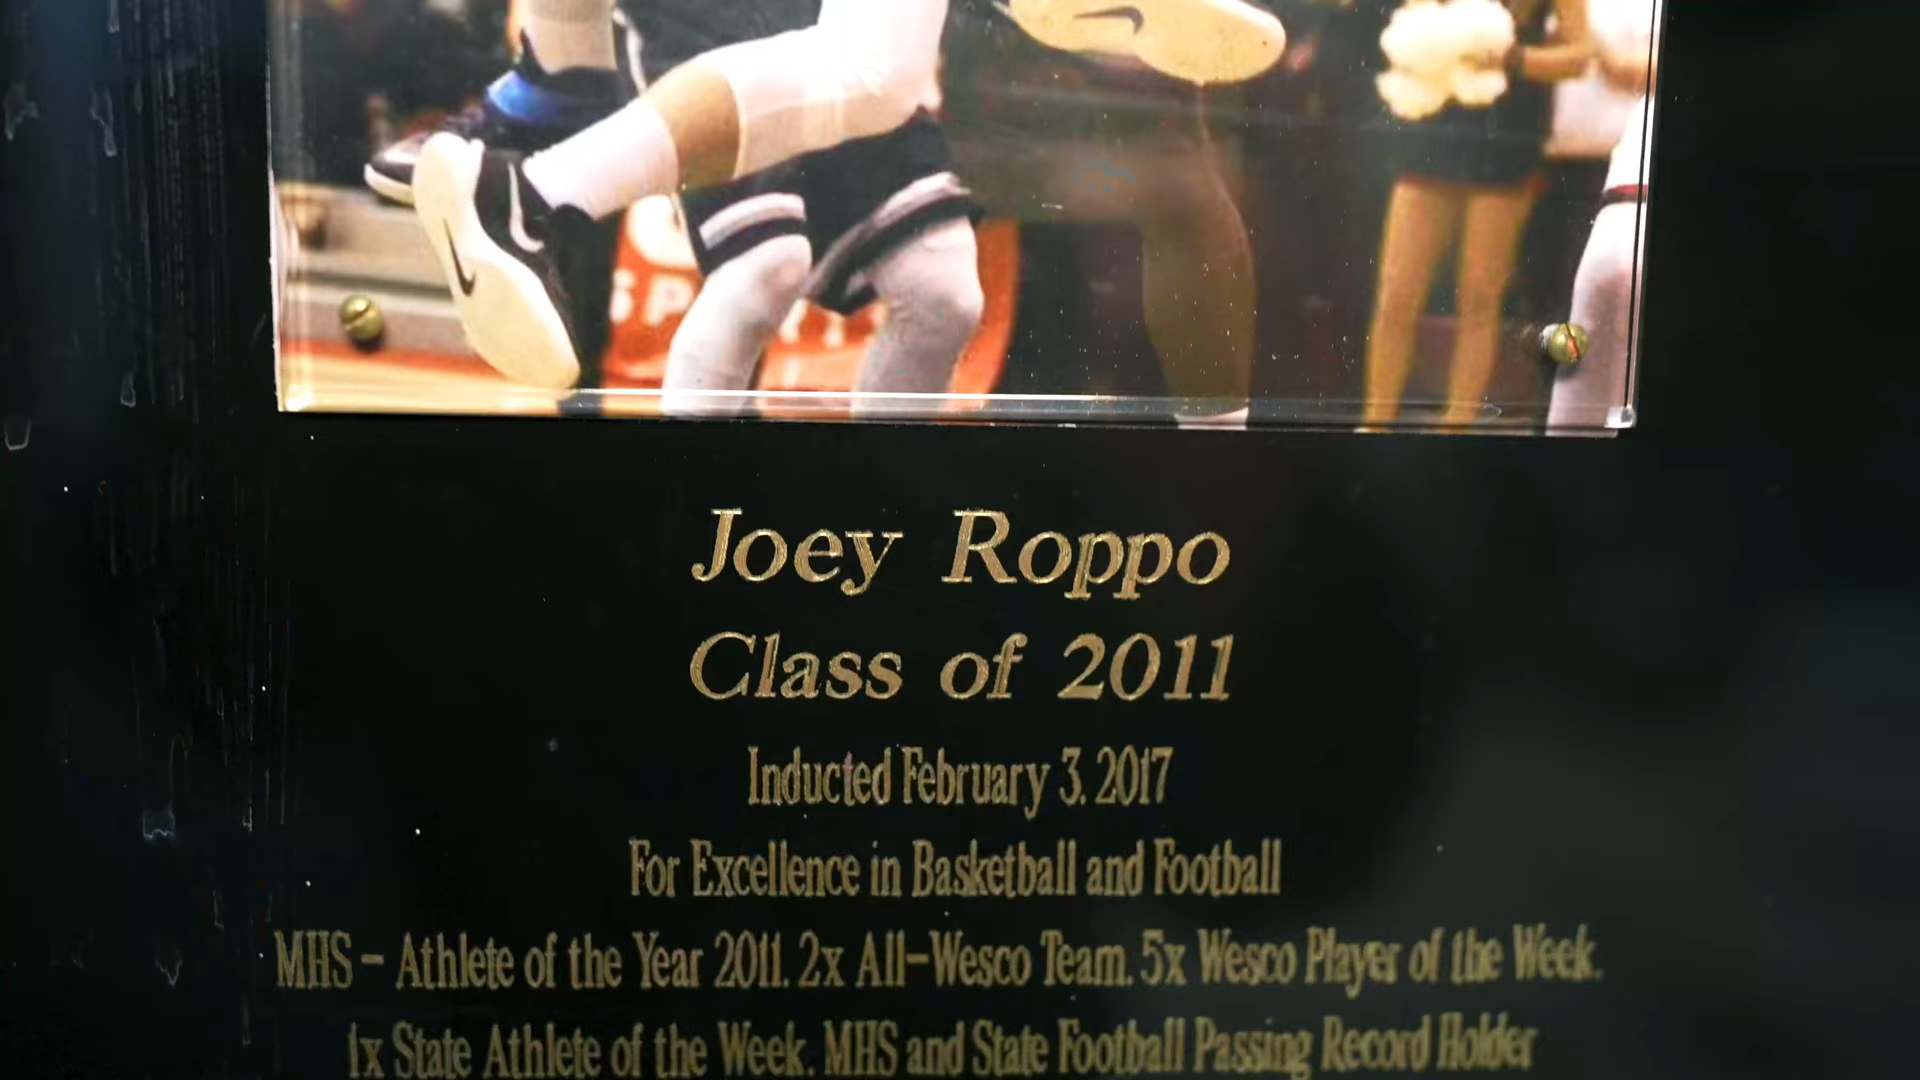 Joey Roppo
Class of 2011
Inducted February 3, 2017
For Excellence in Basketball and Football
MHS - Athlete of the Year 2011. 2x All-Wesco Team. 5x Wesco Player of the Week.
1x State Athlete of the Week. MHS and State Football Passing Record Holder